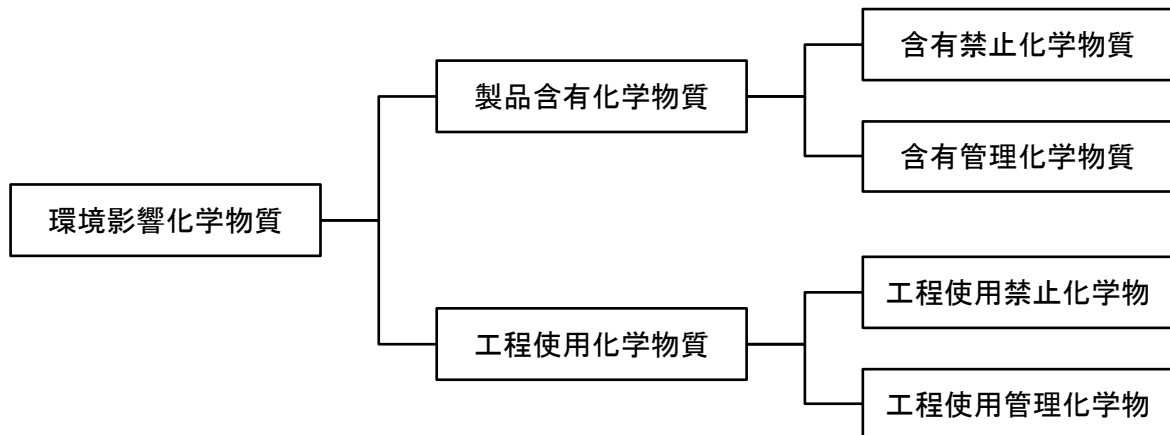 環境影響化学物質
製品含有化学物質
含有禁止化学物質
含有管理化学物質
工程使用化学物質
工程使用禁止化学物
工程使用管理化学物